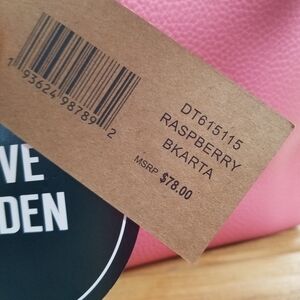 1 93624 98789 2
DT615115
RASPBERRY
BKARTA
MSRP $78.00
VE
DEN